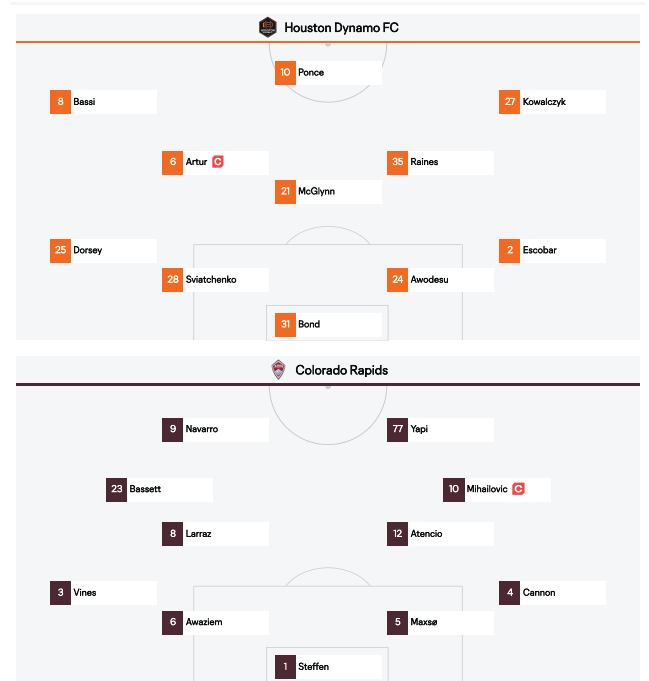 Houston Dynamo FC
10 Ponce
8 Bassi
27 Kowalczyk
6 Artur C
35 Raines
21 McGlynn
25 Dorsey
2 Escobar
28 Sviatchenko
24 Awodesu
31 Bond
Colorado Rapids
9 Navarro
77 Yapi
23 Bassett
10 Mihailovic C
8 Larraz
12 Atencio
3 Vines
4 Cannon
6 Awaziem
5 Maxsø
1 Steffen